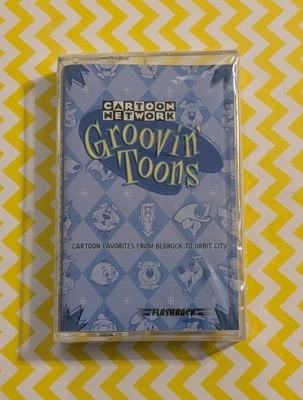 CARTOON
NETWORK
Groovin'
Toons
CARTOON FAVORITES FROM BEDROCK TO ORBIT CITY
FLASHBACK